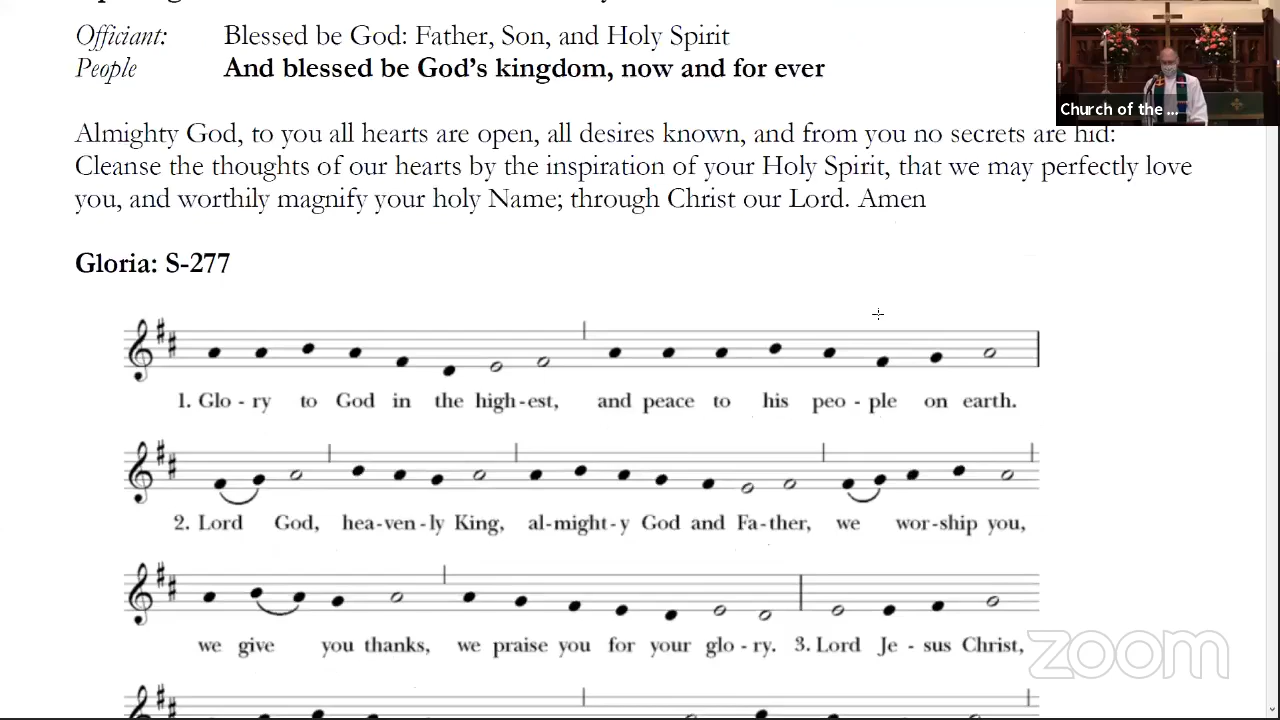 Officiant: Blessed be God: Father, Son, and Holy Spirit
People And blessed be God's kingdom, now and for ever
Church of the ...
Almighty God, to you all hearts are open, all desires known, and from you no secrets are hid:
Cleanse the thoughts of our hearts by the inspiration of your Holy Spirit, that we may perfectly love
you, and worthily magnify your holy Name; through Christ our Lord. Amen
Gloria: S-277
1. Glo - ry to God in the high - est, and peace to his peo - ple on earth.
2. Lord God, hea - ven - ly King, al - might - y God and Fa - ther, we wor - ship you,
we give you thanks, we praise you for your glo - ry. 3. Lord Je - sus Christ,
zoom